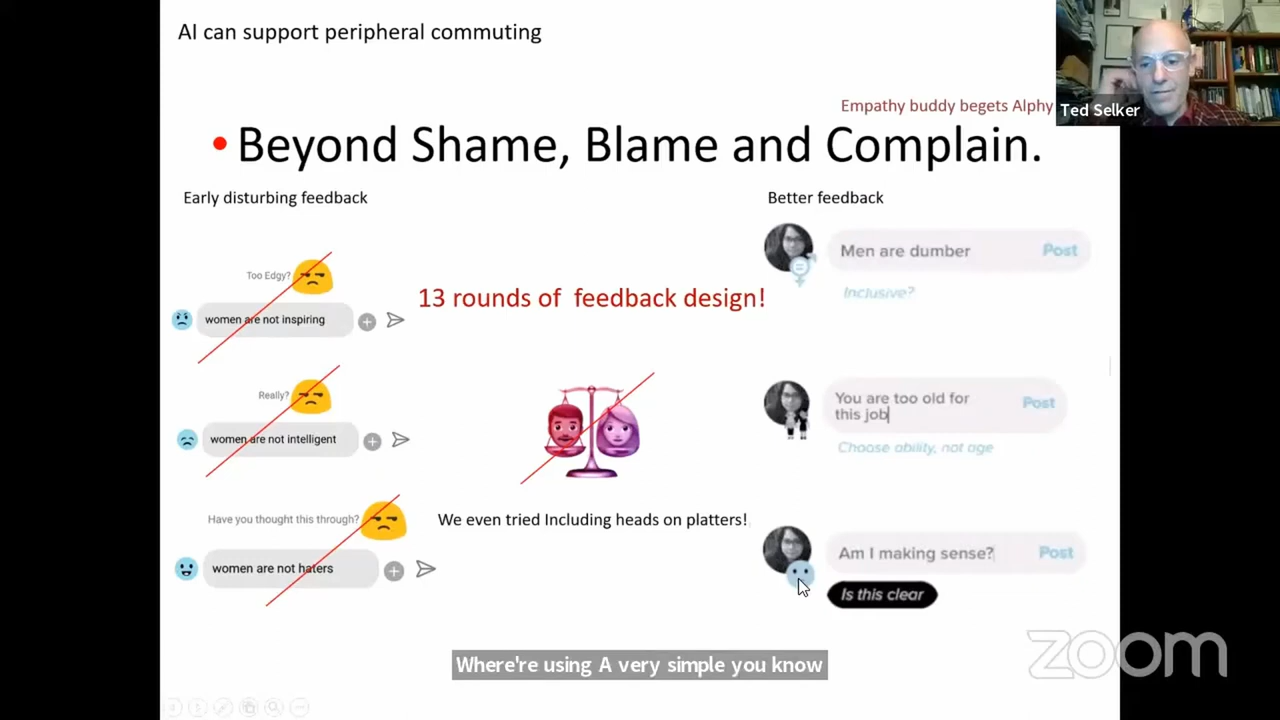 AI can support peripheral commuting
Ted Selker
Empathy buddy begets Alphy
• Beyond Shame, Blame and Complain.
Early disturbing feedback
Better feedback
Too Edgy?
women are not inspiring
13 rounds of feedback design!
Men are dumber
Post
Inclusive?
Really?
women are not intelligent
You are too old for
this job
Post
Choose ability, not age
Have you thought this through?
women are not haters
We even tried Including heads on platters!
Am I making sense?
Post
Is this clear
Where're using A very simple you know
zoom